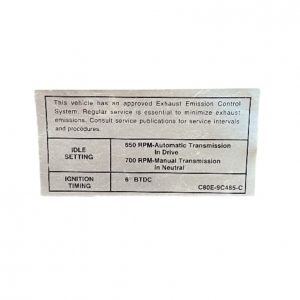 This vehicle has an approved Exhaust Emission Control
System. Regular service is essential to minimize exhaust
emissions. Consult service publications for service intervals
and procedures.
IDLE
SETTING
550 RPM-Automatic Transmission
In Drive
700 RPM-Manual Transmission
in Neutral
IGNITION
TIMING
6° BTDC
C80E-9C485-C